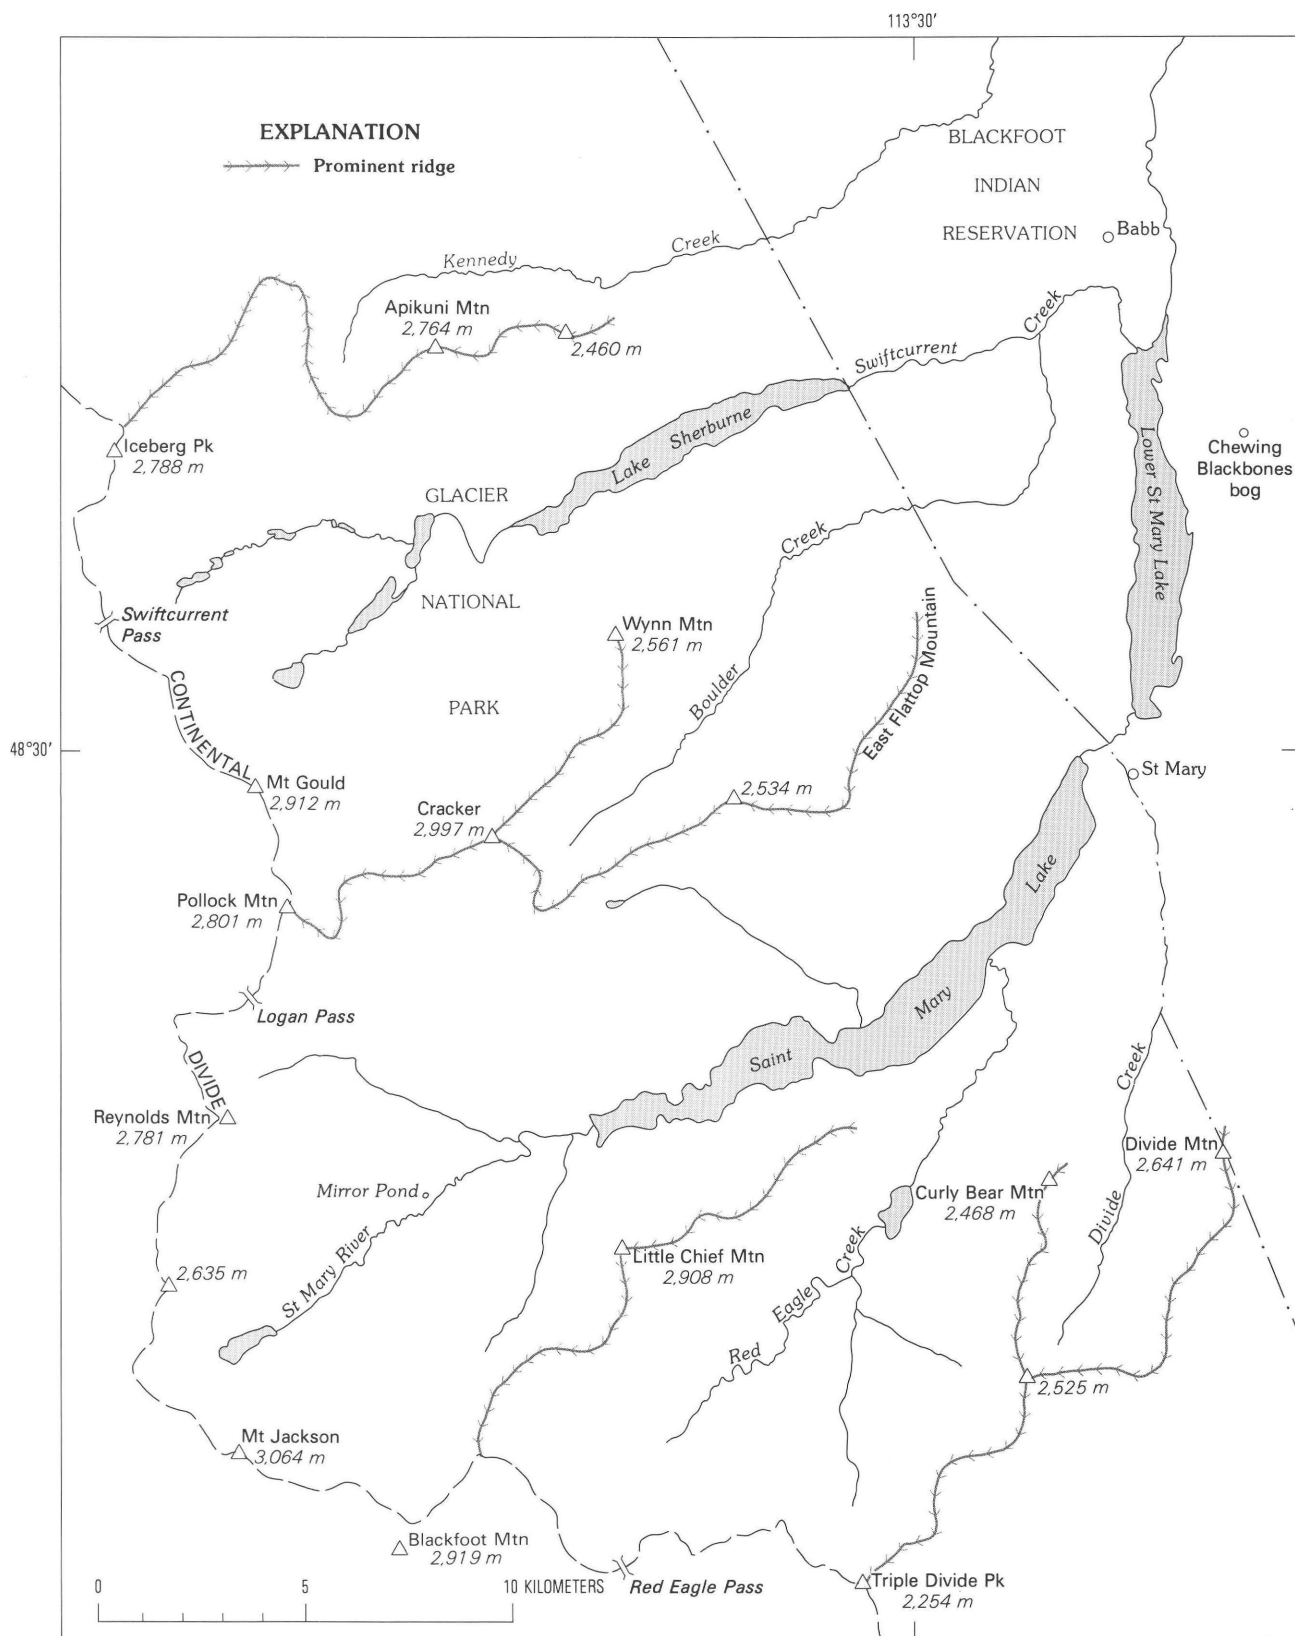 113°30'
EXPLANATION
Prominent ridge
BLACKFOOT
INDIAN
RESERVATION
Babb
Kennedy Creek
Apikuni Mtn
2,764 m
2,460 m
Swiftcurrent Creek
Iceberg Pk
2,788 m
Lake Sherburne
Lower St Mary Lake
Chewing
Blackbones
bog
GLACIER
NATIONAL
PARK
Boulder Creek
Swiftcurrent
Pass
Wynn Mtn
2,561 m
East Flattop Mountain
CONTINENTAL
48°30'
Mt Gould
2,912 m
St Mary
2,534 m
Cracker
2,997 m
Pollock Mtn
2,801 m
Logan Pass
Saint Mary Lake
DIVIDE
Reynolds Mtn
2,781 m
Divide Creek
Divide Mtn
2,641 m
Mirror Pond
Curly Bear Mtn
2,468 m
St Mary River
Little Chief Mtn
2,908 m
2,635 m
Red Eagle Creek
2,525 m
Mt Jackson
3,064 m
Blackfoot Mtn
2,919 m
Red Eagle Pass
Triple Divide Pk
2,254 m
0 5 10 KILOMETERS